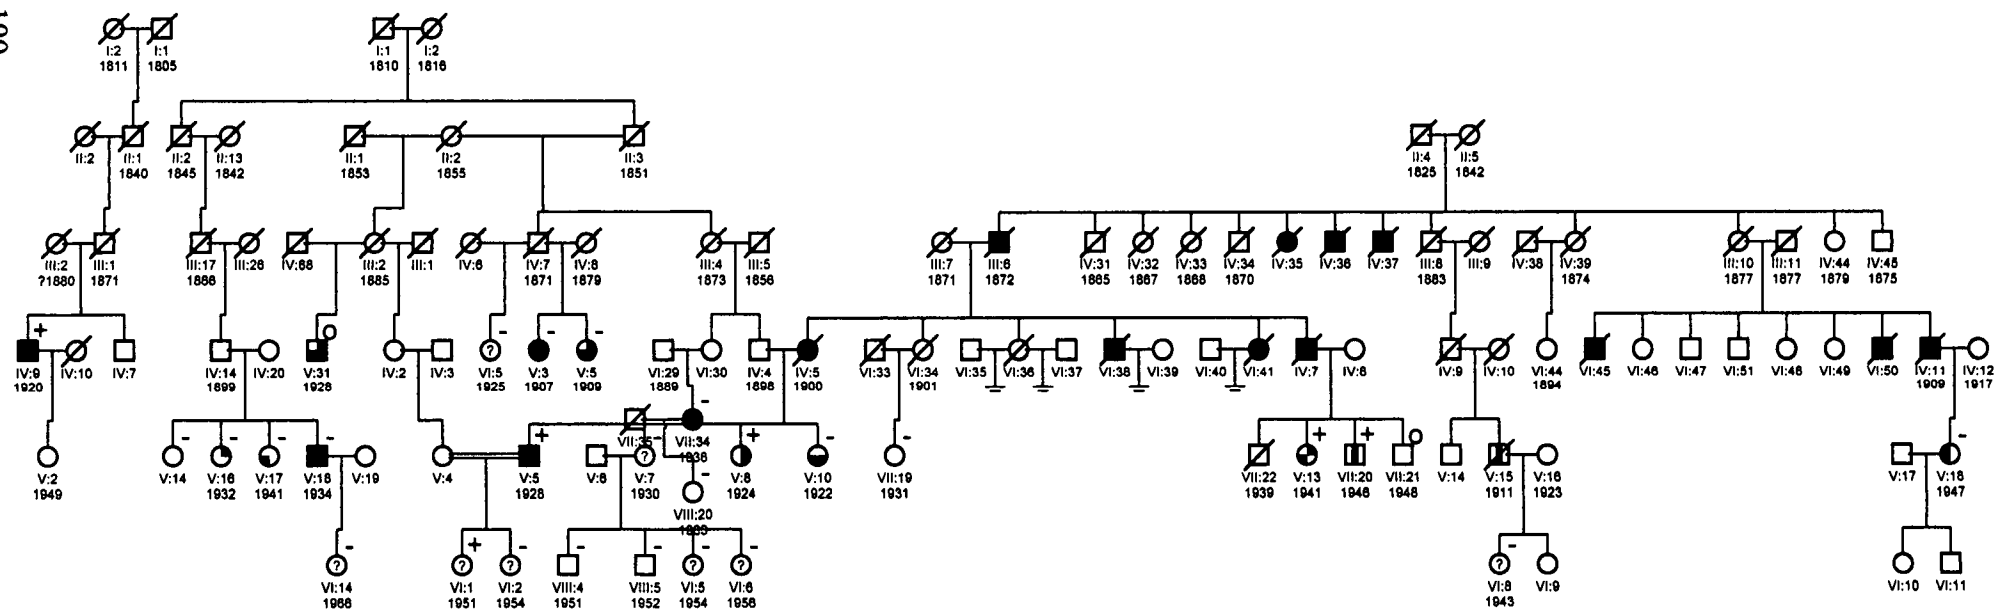 199
I:2 I:1 I:1 I:2
1811 1805 1810 1816
II:2 II:1 II:2 II:13 II:1 II:2 II:3 II:4 II:5
1840 1845 1842 1853 1855 1851 1825 1842
III:2 III:1 III:17 III:26 IV:68 III:2 III:1 IV:6 IV:7 IV:8 III:4 III:5 III:7 III:6 IV:31 IV:32 IV:33 IV:34 IV:35 IV:36 IV:37 III:8 III:9 IV:38 IV:39 III:10 III:11 IV:44 IV:45
?1880 1871 1886 1885 1871 1879 1873 1856 1871 1872 1865 1867 1868 1870 1883 1874 1877 1877 1879 1875
+ O - - -
? 
IV:9 IV:10 IV:7 IV:14 IV:20 V:31 IV:2 IV:3 VI:5 V:3 V:5 VI:29 VI:30 IV:4 IV:5 VI:33 VI:34 VI:35 VI:36 VI:37 VI:38 VI:39 VI:40 VI:41 IV:7 IV:8 IV:9 IV:10 VI:44 VI:45 VI:46 VI:47 VI:51 VI:48 VI:49 VI:50 IV:11 IV:12
1920 1899 1928 1925 1907 1909 1889 1898 1900 1901 1894 1909 1917
-
VII:35 VII:34
1938
- - - - + - + - - + + O -
?
V:2 V:14 V:16 V:17 V:18 V:19 V:4 V:5 V:6 V:7 V:8 V:10 VII:19 VII:22 V:13 VII:20 VII:21 V:14 V:15 V:16 V:17 V:18
1949 1932 1941 1934 1928 1930 1924 1922 1931 1939 1941 1946 1948 1911 1923 1947
-
VIII:20
- + - - - - - -
? ? ? ? ? ?
VI:14 VI:1 VI:2 VIII:4 VIII:5 VI:5 VI:6 VI:8 VI:9 VI:10 VI:11
1966 1951 1954 1951 1952 1954 1956 1943